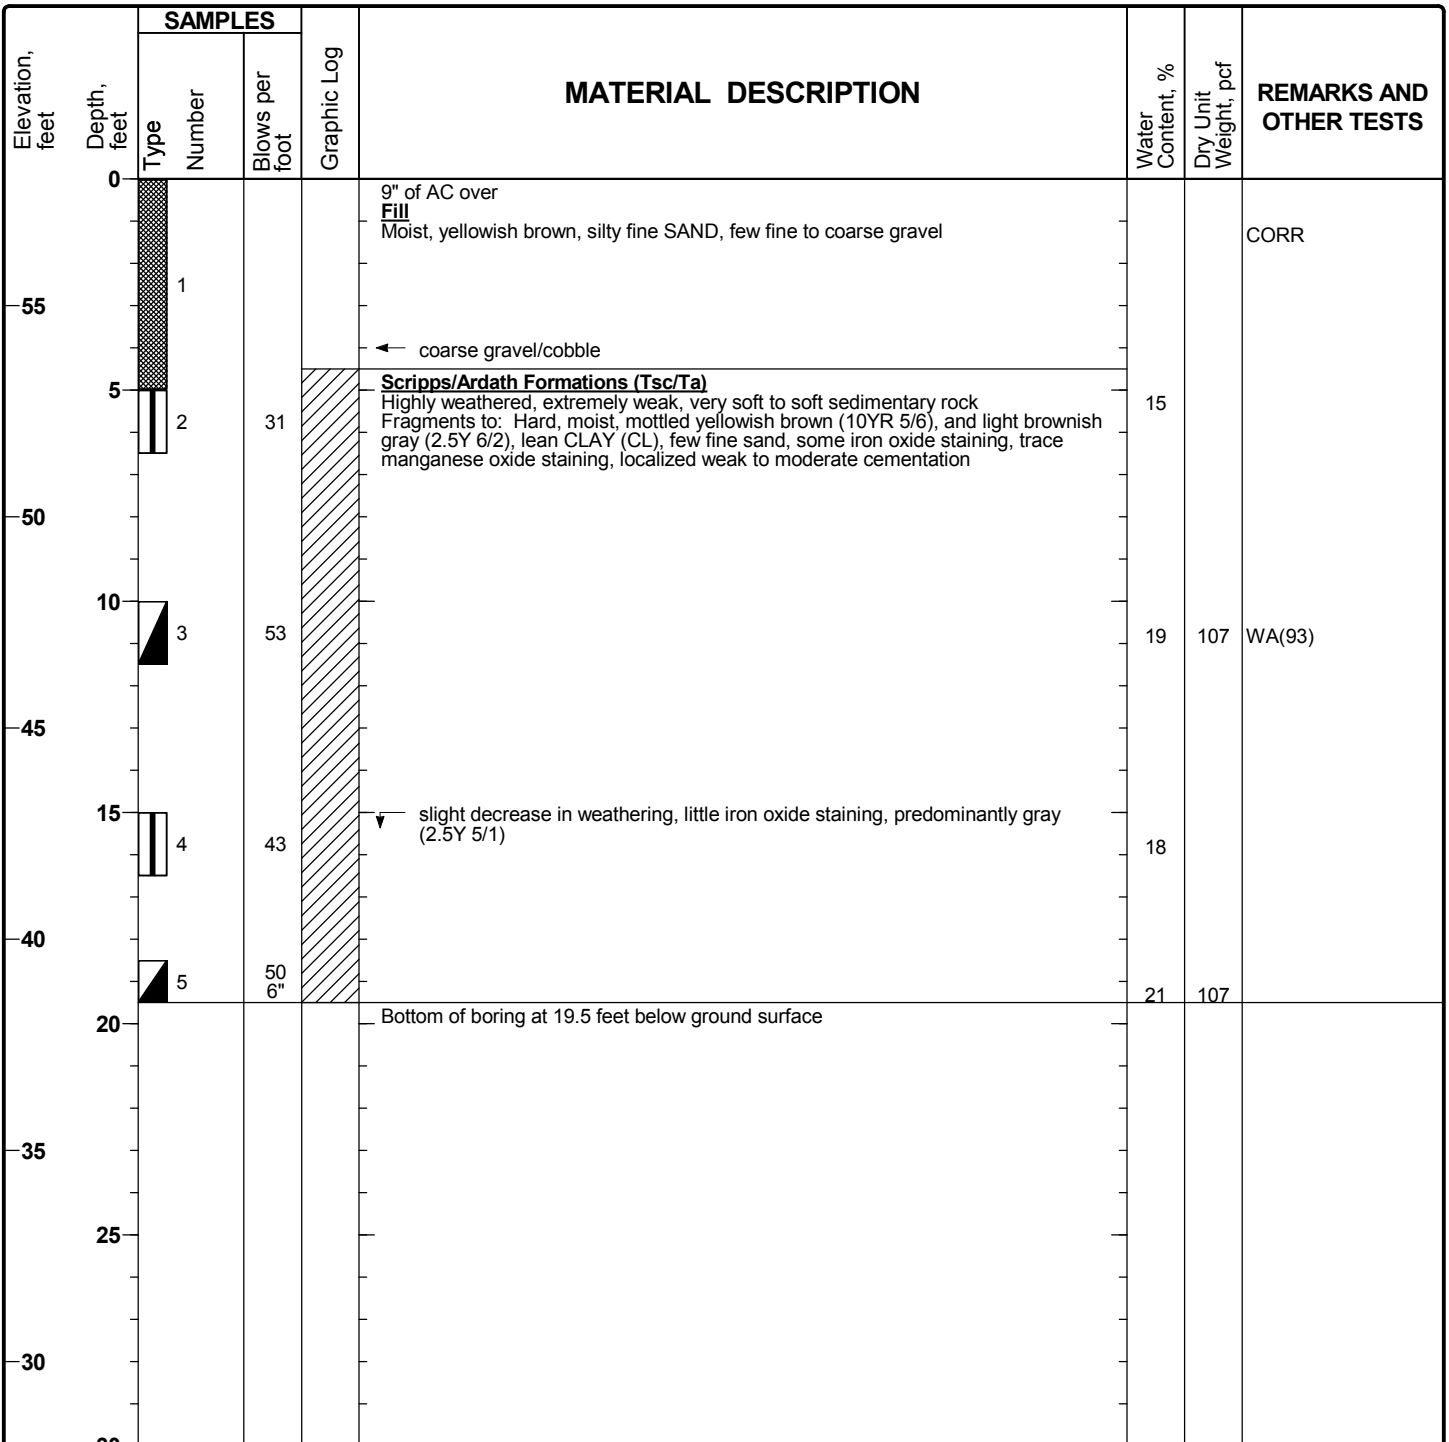 SAMPLES
Elevation,
feet
Depth,
feet
Type
Number
Blows per
foot
Graphic Log
MATERIAL DESCRIPTION
Water
Content, %
Dry Unit
Weight, pcf
REMARKS AND
OTHER TESTS
0
9" of AC over
Fill
Moist, yellowish brown, silty fine SAND, few fine to coarse gravel
CORR
1
55
coarse gravel/cobble
Scripps/Ardath Formations (Tsc/Ta)
5
Highly weathered, extremely weak, very soft to soft sedimentary rock
15
2
31
Fragments to: Hard, moist, mottled yellowish brown (10YR 5/6), and light brownish
gray (2.5Y 6/2), lean CLAY (CL), few fine sand, some iron oxide staining, trace
manganese oxide staining, localized weak to moderate cementation
50
10
3
53
19
107
WA(93)
45
15
slight decrease in weathering, little iron oxide staining, predominantly gray
(2.5Y 5/1)
4
43
18
40
5
50
6"
21
107
20
Bottom of boring at 19.5 feet below ground surface
35
25
30